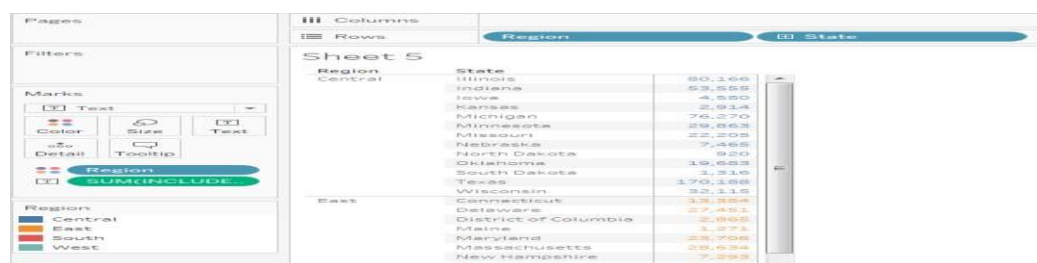 Pages
Columns
Rows Region State
Filters
Sheet 5
Region State
Central Illinois 80,166
Indiana 53,555
Iowa 4,580
Kansas 2,914
Michigan 76,270
Minnesota 29,863
Missouri 22,205
Nebraska 7,465
North Dakota 920
Oklahoma 19,683
South Dakota 1,316
Texas 170,188
Wisconsin 32,115
East Connecticut 13,384
Delaware 27,451
District of Columbia 2,865
Maine 1,271
Maryland 23,706
Massachusetts 28,634
New Hampshire 7,293
Marks
Text
Color Size Text
Detail Tooltip
Region
SUM(INCLUDE..
Region
Central
East
South
West